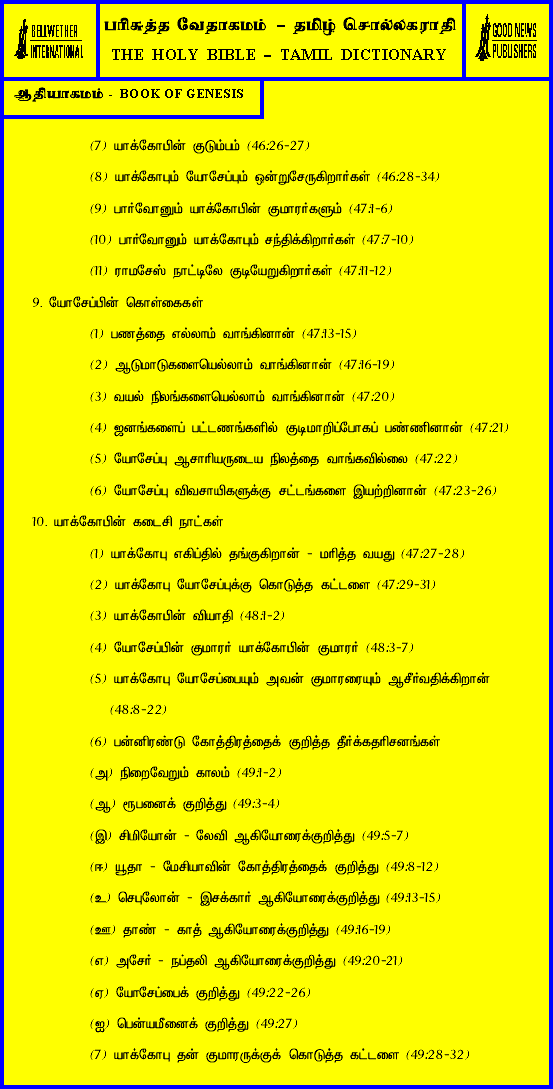 BELLWETHER
INTERNATIONAL
பரிசுத்த வேதாகமம் – தமிழ் சொல்லகராதி
THE HOLY BIBLE – TAMIL DICTIONARY
GOOD NEWS
PUBLISHERS
ஆதியாகமம் - BOOK OF GENESIS
(7) யாக்கோபின் குடும்பம் (46:26-27)
(8) யாக்கோபும் யோசேப்பும் ஒன்றுசேருகிறார்கள் (46:28-34)
(9) பார்வோனும் யாக்கோபின் குமாரர்களும் (47:1-6)
(10) பார்வோனும் யாக்கோபும் சந்திக்கிறார்கள் (47:7-10)
(11) ராமசேஸ் நாட்டிலே குடியேறுகிறார்கள் (47:11-12)
9. யோசேப்பின் கொள்கைகள்
(1) பணத்தை எல்லாம் வாங்கினான் (47:13-15)
(2) ஆடுமாடுகளையெல்லாம் வாங்கினான் (47:16-19)
(3) வயல் நிலங்களையெல்லாம் வாங்கினான் (47:20)
(4) ஜனங்களைப் பட்டணங்களில் குடிமாறிப்போகப் பண்ணினான் (47:21)
(5) யோசேப்பு ஆசாரியருடைய நிலத்தை வாங்கவில்லை (47:22)
(6) யோசேப்பு விவசாயிகளுக்கு சட்டங்களை இயற்றினான் (47:23-26)
10. யாக்கோபின் கடைசி நாட்கள்
(1) யாக்கோபு எகிப்தில் தங்குகிறான் - மரித்த வயது (47:27-28)
(2) யாக்கோபு யோசேப்புக்கு கொடுத்த கட்டளை (47:29-31)
(3) யாக்கோபின் வியாதி (48:1-2)
(4) யோசேப்பின் குமாரர் யாக்கோபின் குமாரர் (48:3-7)
(5) யாக்கோபு யோசேப்பையும் அவன் குமாரரையும் ஆசீர்வதிக்கிறான்
(48:8-22)
(6) பன்னிரண்டு கோத்திரத்தைக் குறித்த தீர்க்கதரிசனங்கள்
(அ) நிறைவேறும் காலம் (49:1-2)
(ஆ) ரூபனைக் குறித்து (49:3-4)
(இ) சிமியோன் - லேவி ஆகியோரைக்குறித்து (49:5-7)
(ஈ) யூதா - மேசியாவின் கோத்திரத்தைக் குறித்து (49:8-12)
(உ) செபுலோன் - இசக்கார் ஆகியோரைக்குறித்து (49:13-15)
(ஊ) தாண் - காத் ஆகியோரைக்குறித்து (49:16-19)
(எ) அசேர் - நப்தலி ஆகியோரைக்குறித்து (49:20-21)
(ஏ) யோசேப்பைக் குறித்து (49:22-26)
(ஐ) பென்யமீனைக் குறித்து (49:27)
(7) யாக்கோபு தன் குமாரருக்குக் கொடுத்த கட்டளை (49:28-32)